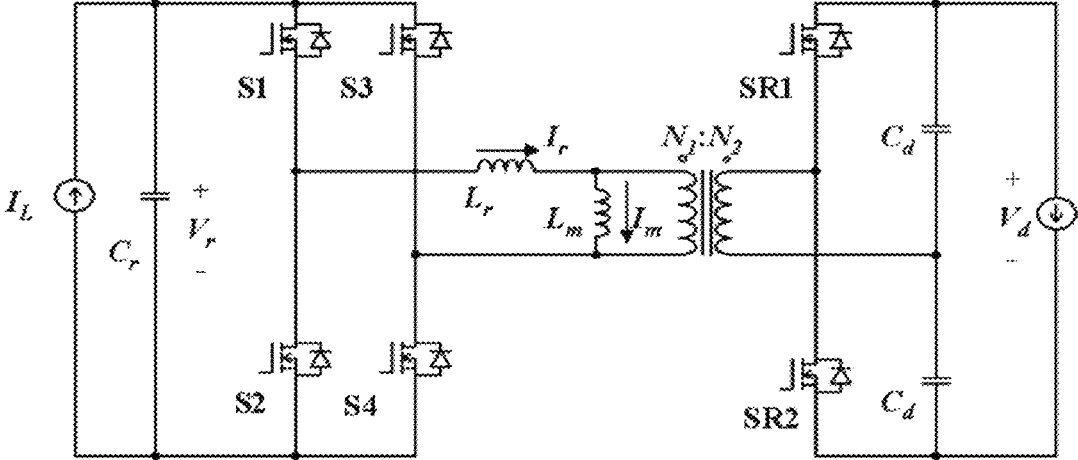 S1
S3
SR1
I_r
N_1:N_2
C_d
I_L
+
V_r
-
C_r
L_r
L_m
I_m
+
V_d
-
S2
S4
SR2
C_d